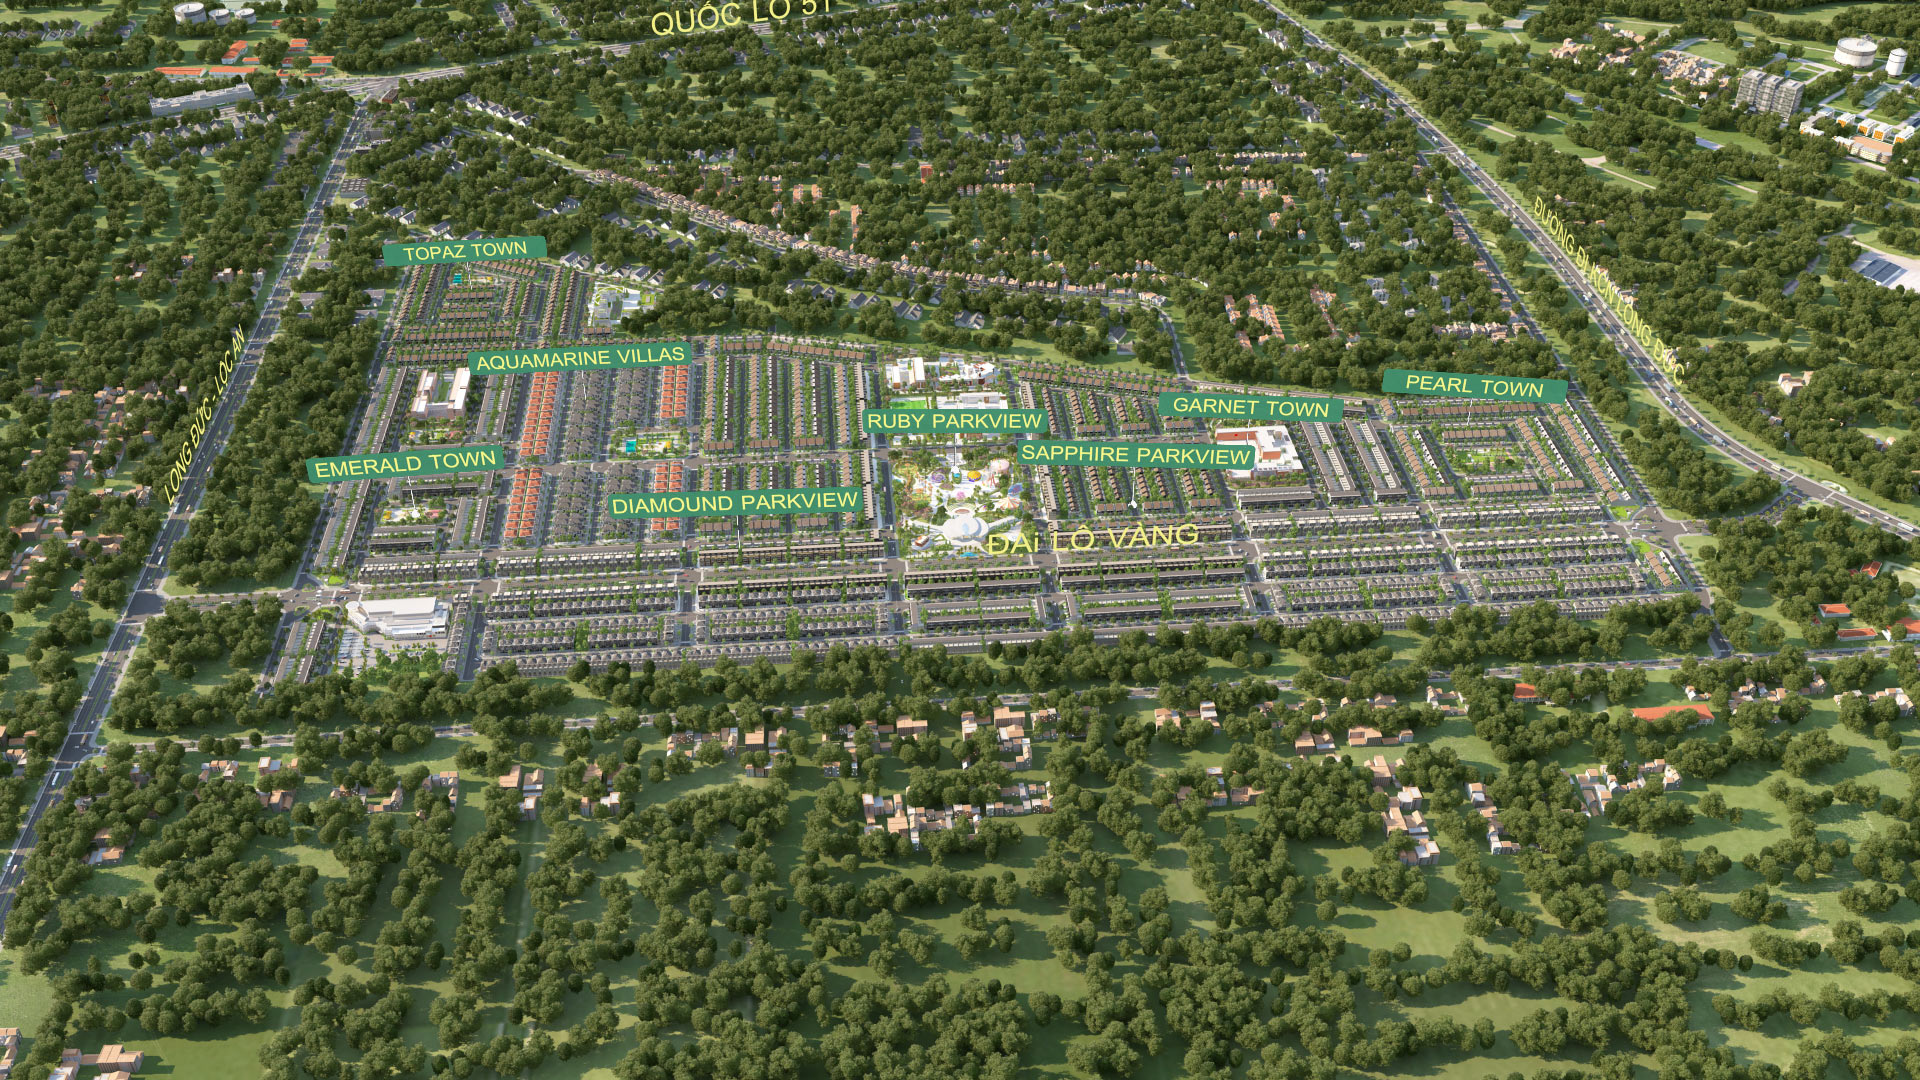 QUỐC LỘ 51
TOPAZ TOWN
ĐƯỜNG ĐI KCN LONG ĐỨC
LONG ĐỨC - LỘC AN
AQUAMARINE VILLAS
PEARL TOWN
GARNET TOWN
RUBY PARKVIEW
SAPPHIRE PARKVIEW
EMERALD TOWN
DIAMOUND PARKVIEW
ĐẠi LÔ VÀNG